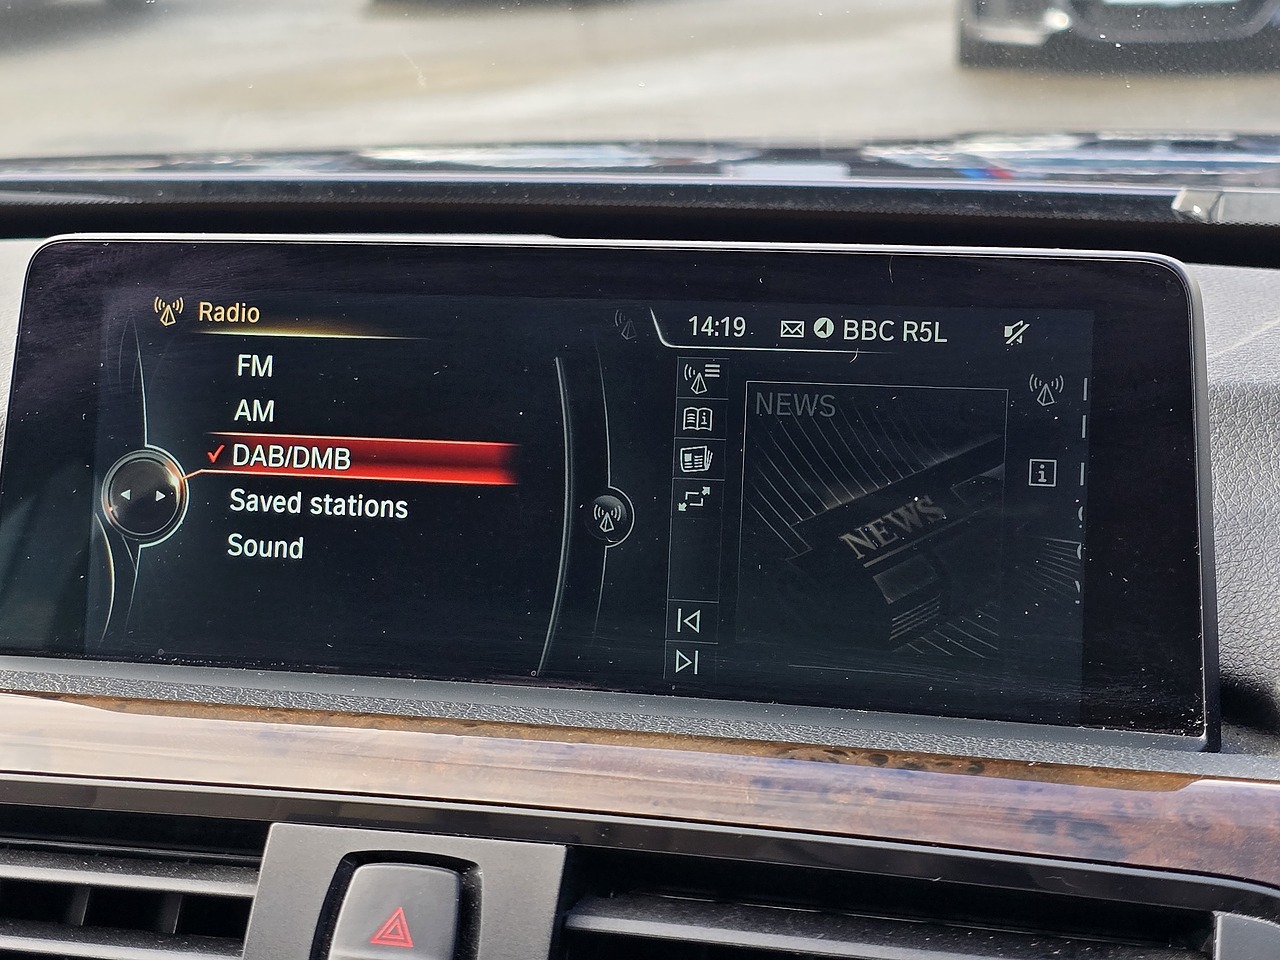 Radio
FM
AM
DAB/DMB
Saved stations
Sound
14:19 BBC R5L
NEWS
NEWS